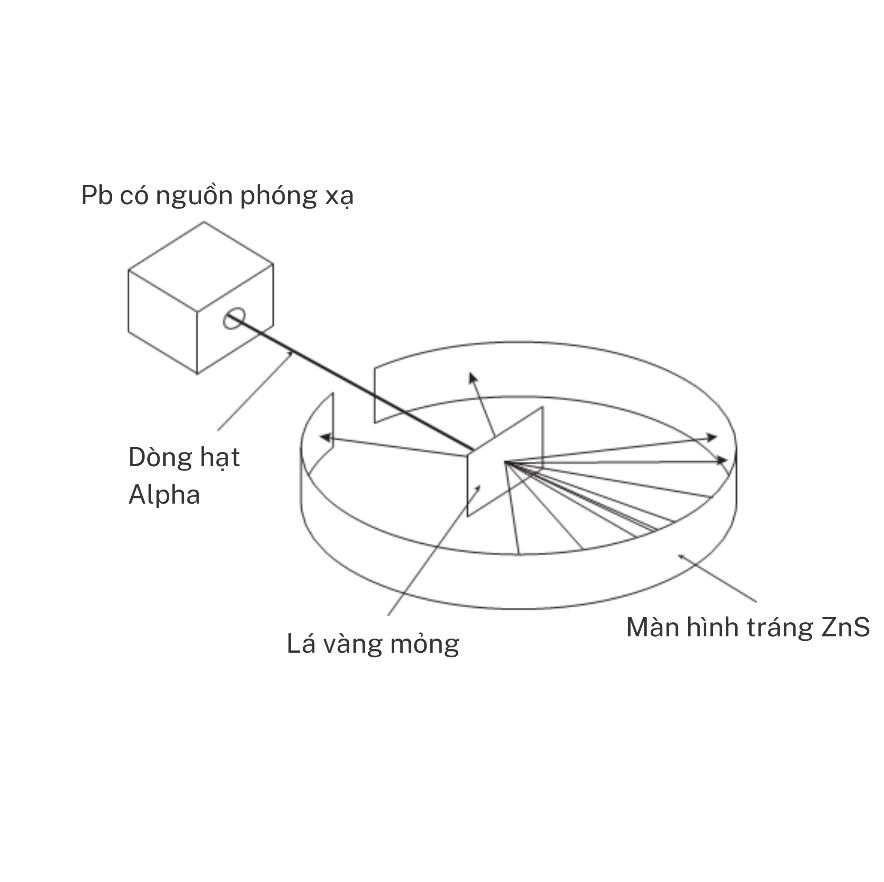 Pb có nguồn phóng xạ
Dòng hạt
Alpha
Lá vàng mỏng
Màn hình tráng ZnS